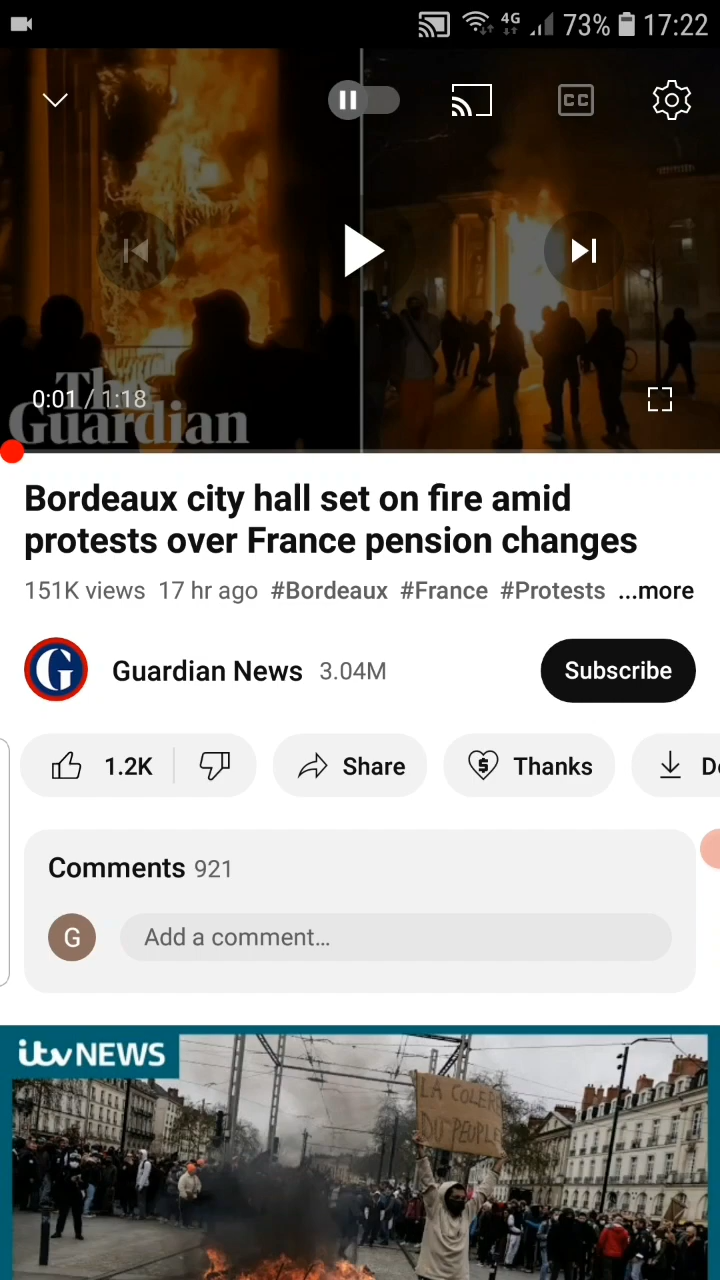 4G 73% 17:22
CC
The
0:01 / 1:18
Guardian
Bordeaux city hall set on fire amid
protests over France pension changes
151K views 17 hr ago #Bordeaux #France #Protests ...more
G Guardian News 3.04M Subscribe
1.2K Share Thanks
Comments 921
G Add a comment...
itv NEWS
LA COLERE
DU PEUPLE